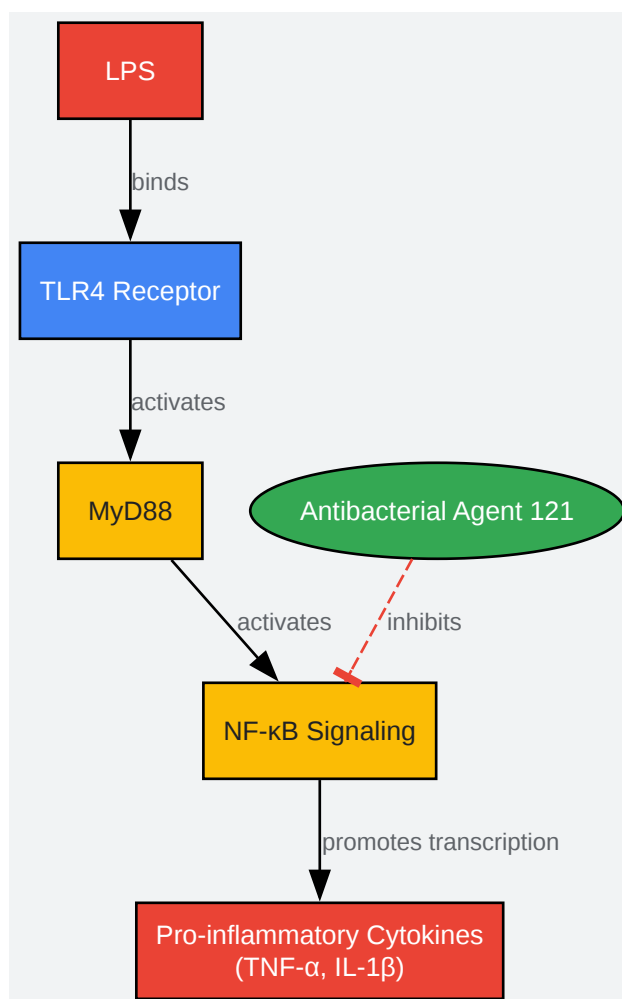 LPS
binds
TLR4 Receptor
activates
MyD88
Antibacterial Agent 121
activates
inhibits
NF-κB Signaling
promotes transcription
Pro-inflammatory Cytokines
(TNF-α, IL-1β)